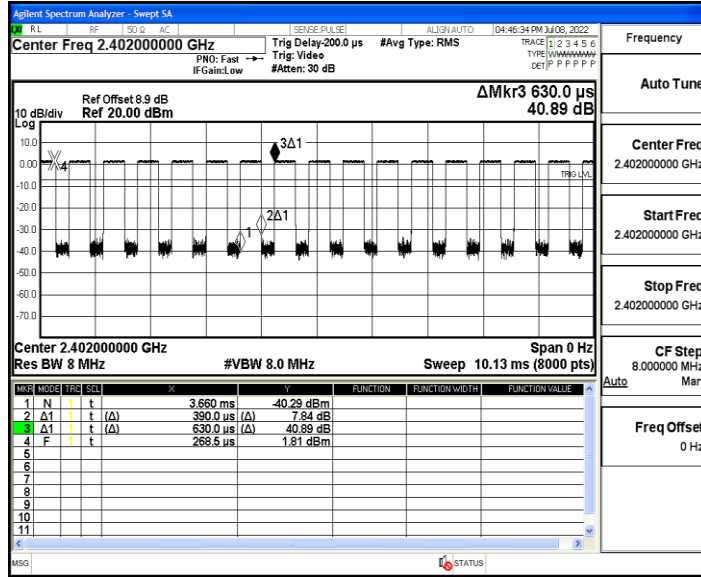 Agilent Spectrum Analyzer - Swept SA
RL RF 50 Ω AC SENSE:PULSE ALIGNAUTO 04:46:34 PM Jul 08, 2022
Center Freq 2.402000000 GHz Trig Delay-200.0 µs #Avg Type: RMS TRACE 1 2 3 4 5 6
PNO: Fast Trig: Video TYPE
IFGain:Low #Atten: 30 dB DET P P P P P P
Frequency
ΔMkr3 630.0 µs
40.89 dB
Ref Offset 8.9 dB
10 dB/div Ref 20.00 dBm
Log
10.0
0.00
-10.0
-20.0
-30.0
-40.0
-50.0
-60.0
-70.0
3Δ1
4
TRIG LVL
2Δ1
1
Center 2.402000000 GHz Span 0 Hz
Res BW 8 MHz #VBW 8.0 MHz Sweep 10.13 ms (8000 pts)
MKR MODE TRC SCL X Y FUNCTION FUNCTION WIDTH FUNCTION VALUE
1 N 1 t 3.660 ms -40.29 dBm
2 Δ1 1 t (Δ) 390.0 µs (Δ) 7.84 dB
3 Δ1 1 t (Δ) 630.0 µs (Δ) 40.89 dB
4 F 1 t 268.5 µs 1.81 dBm
5
6
7
8
9
10
11
MSG STATUS
Auto Tune
Center Freq
2.402000000 GHz
Start Freq
2.402000000 GHz
Stop Freq
2.402000000 GHz
CF Step
8.000000 MHz
Auto Man
Freq Offset
0 Hz